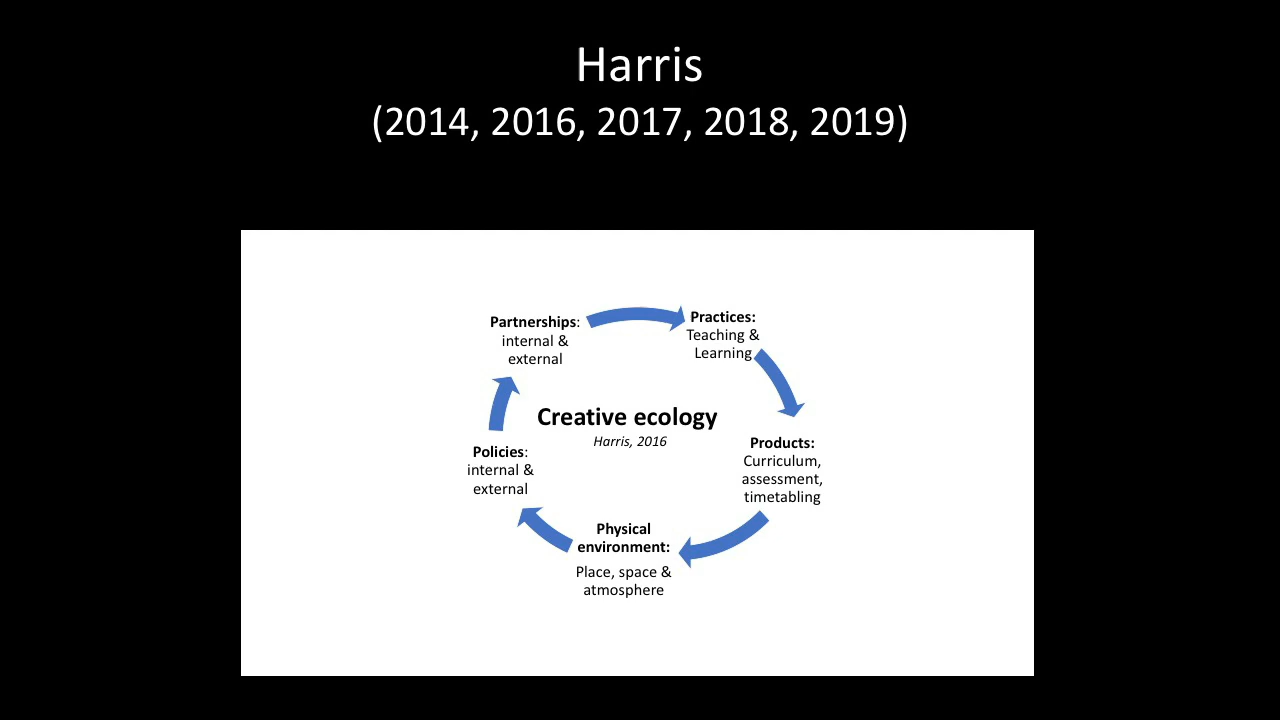 Harris
(2014, 2016, 2017, 2018, 2019)
Partnerships:
internal &
external
Practices:
Teaching &
Learning
Creative ecology
Harris, 2016
Products:
Curriculum,
assessment,
timetabling
Policies:
internal &
external
Physical
environment:
Place, space &
atmosphere